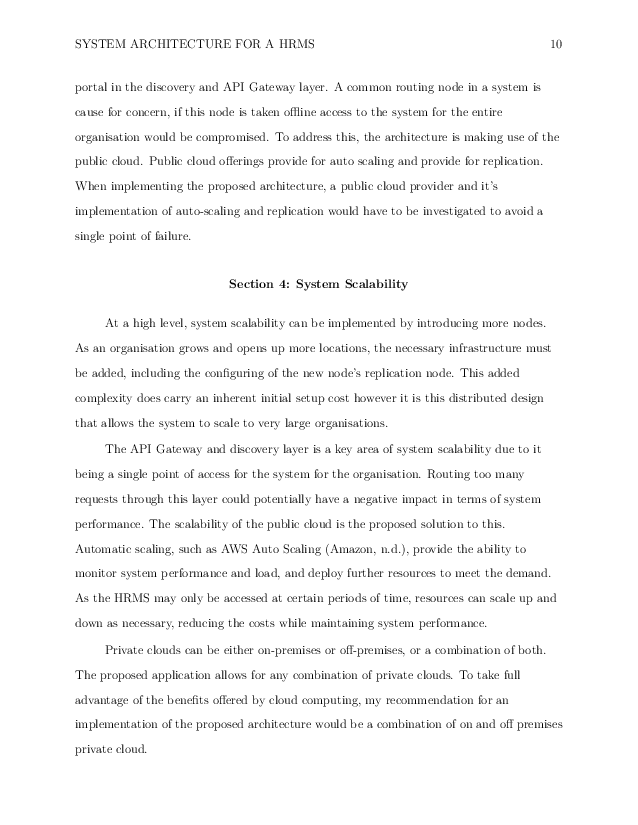 SYSTEM ARCHITECTURE FOR A HRMS 10
portal in the discovery and API Gateway layer. A common routing node in a system is
cause for concern, if this node is taken offline access to the system for the entire
organisation would be compromised. To address this, the architecture is making use of the
public cloud. Public cloud offerings provide for auto scaling and provide for replication.
When implementing the proposed architecture, a public cloud provider and it's
implementation of auto-scaling and replication would have to be investigated to avoid a
single point of failure.
Section 4: System Scalability
At a high level, system scalability can be implemented by introducing more nodes.
As an organisation grows and opens up more locations, the necessary infrastructure must
be added, including the configuring of the new node's replication node. This added
complexity does carry an inherent initial setup cost however it is this distributed design
that allows the system to scale to very large organisations.
The API Gateway and discovery layer is a key area of system scalability due to it
being a single point of access for the system for the organisation. Routing too many
requests through this layer could potentially have a negative impact in terms of system
performance. The scalability of the public cloud is the proposed solution to this.
Automatic scaling, such as AWS Auto Scaling (Amazon, n.d.), provide the ability to
monitor system performance and load, and deploy further resources to meet the demand.
As the HRMS may only be accessed at certain periods of time, resources can scale up and
down as necessary, reducing the costs while maintaining system performance.
Private clouds can be either on-premises or off-premises, or a combination of both.
The proposed application allows for any combination of private clouds. To take full
advantage of the benefits offered by cloud computing, my recommendation for an
implementation of the proposed architecture would be a combination of on and off premises
private cloud.